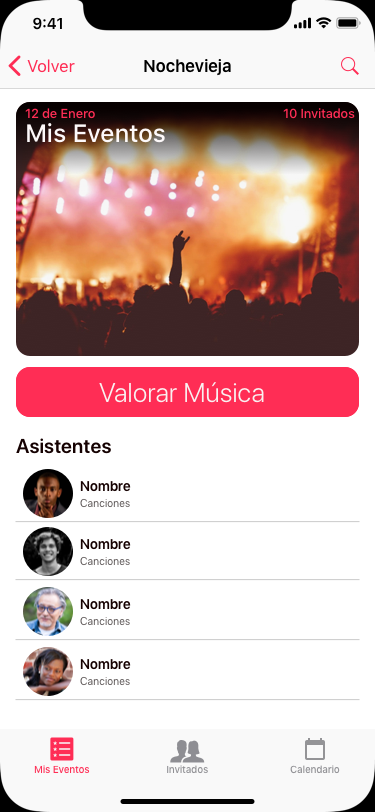 9:41
Volver
Nochevieja
12 de Enero
10 Invitados
Mis Eventos
Valorar Música
Asistentes
Nombre
Canciones
Nombre
Canciones
Nombre
Canciones
Nombre
Canciones
Mis Eventos
Invitados
Calendario